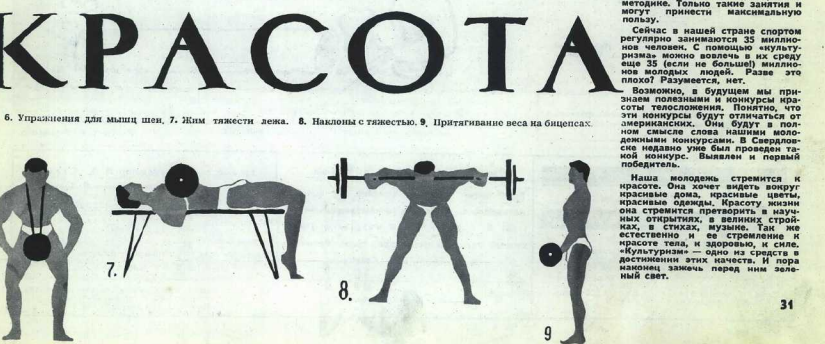 КРАСОТА
6. Упражнения для мышц шеи. 7. Жим тяжести лежа. 8. Наклоны с тяжестью. 9. Притягивание веса на бицепсах.
7.
8.
9
методике. Только такие занятия и
могут принести максимальную
пользу.
Сейчас в нашей стране спортом
регулярно занимаются 35 миллио-
нов человек. С помощью «культу-
ризма» можно вовлечь в их среду
еще 35 (если не больше!) миллио-
нов молодых людей. Разве это
плохо? Разумеется, нет.
Возможно, в будущем мы при-
знаем полезными и конкурсы кра-
соты телосложения. Понятно, что
эти конкурсы будут отличаться от
американских. Они будут в пол-
ном смысле слова нашими моло-
дежными конкурсами. В Свердлов-
ске недавно уже был проведен та-
кой конкурс. Выявлен и первый
победитель.
Наша молодежь стремится к
красоте. Она хочет видеть вокруг
красивые дома, красивые цветы,
красивые одежды. Красоту жизни
она стремится претворить в науч-
ных открытиях, в великих строй-
ках, в стихах, музыке. Так же
естественно и ее стремление к
красоте тела, к здоровью, к силе.
«Культуризм» — одно из средств в
достижении этих качеств. И пора
наконец зажечь перед ним зеле-
ный свет.
31